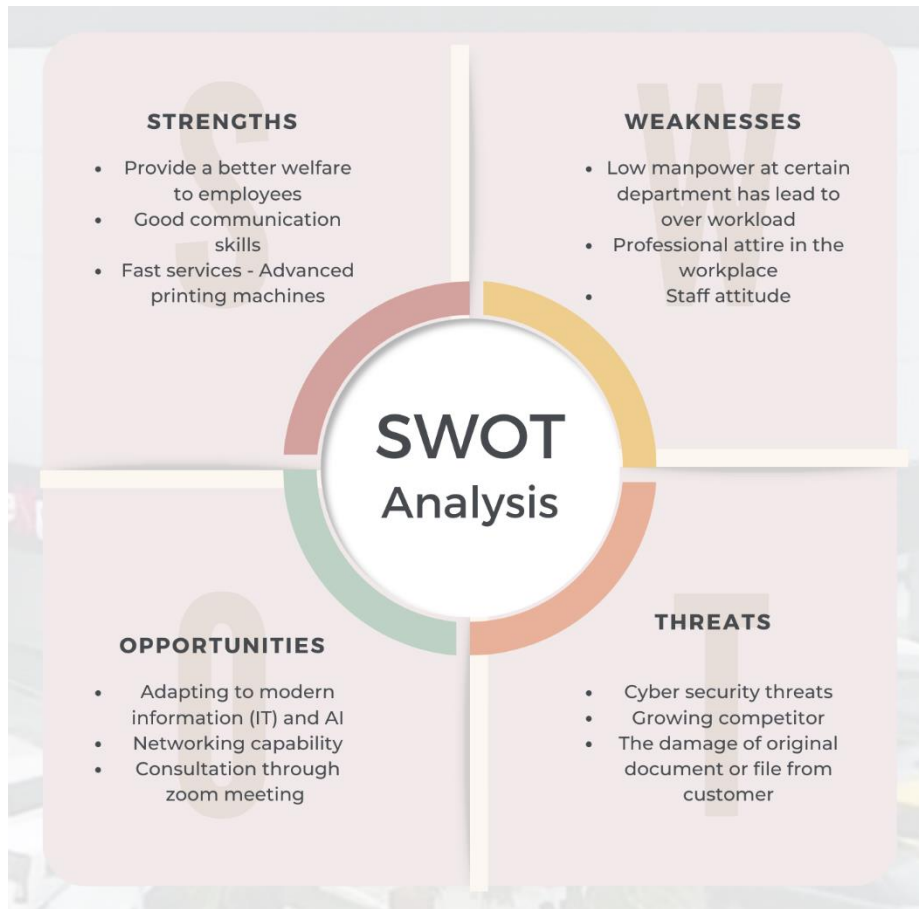 STRENGTHS
• Provide a better welfare
to employees
• Good communication
skills
• Fast services - Advanced
printing machines
WEAKNESSES
• Low manpower at certain
department has lead to
over workload
• Professional attire in the
workplace
• Staff attitude
SWOT
Analysis
OPPORTUNITIES
• Adapting to modern
information (IT) and AI
• Networking capability
• Consultation through
zoom meeting
THREATS
• Cyber security threats
• Growing competitor
• The damage of original
document or file from
customer
S
W
O
T